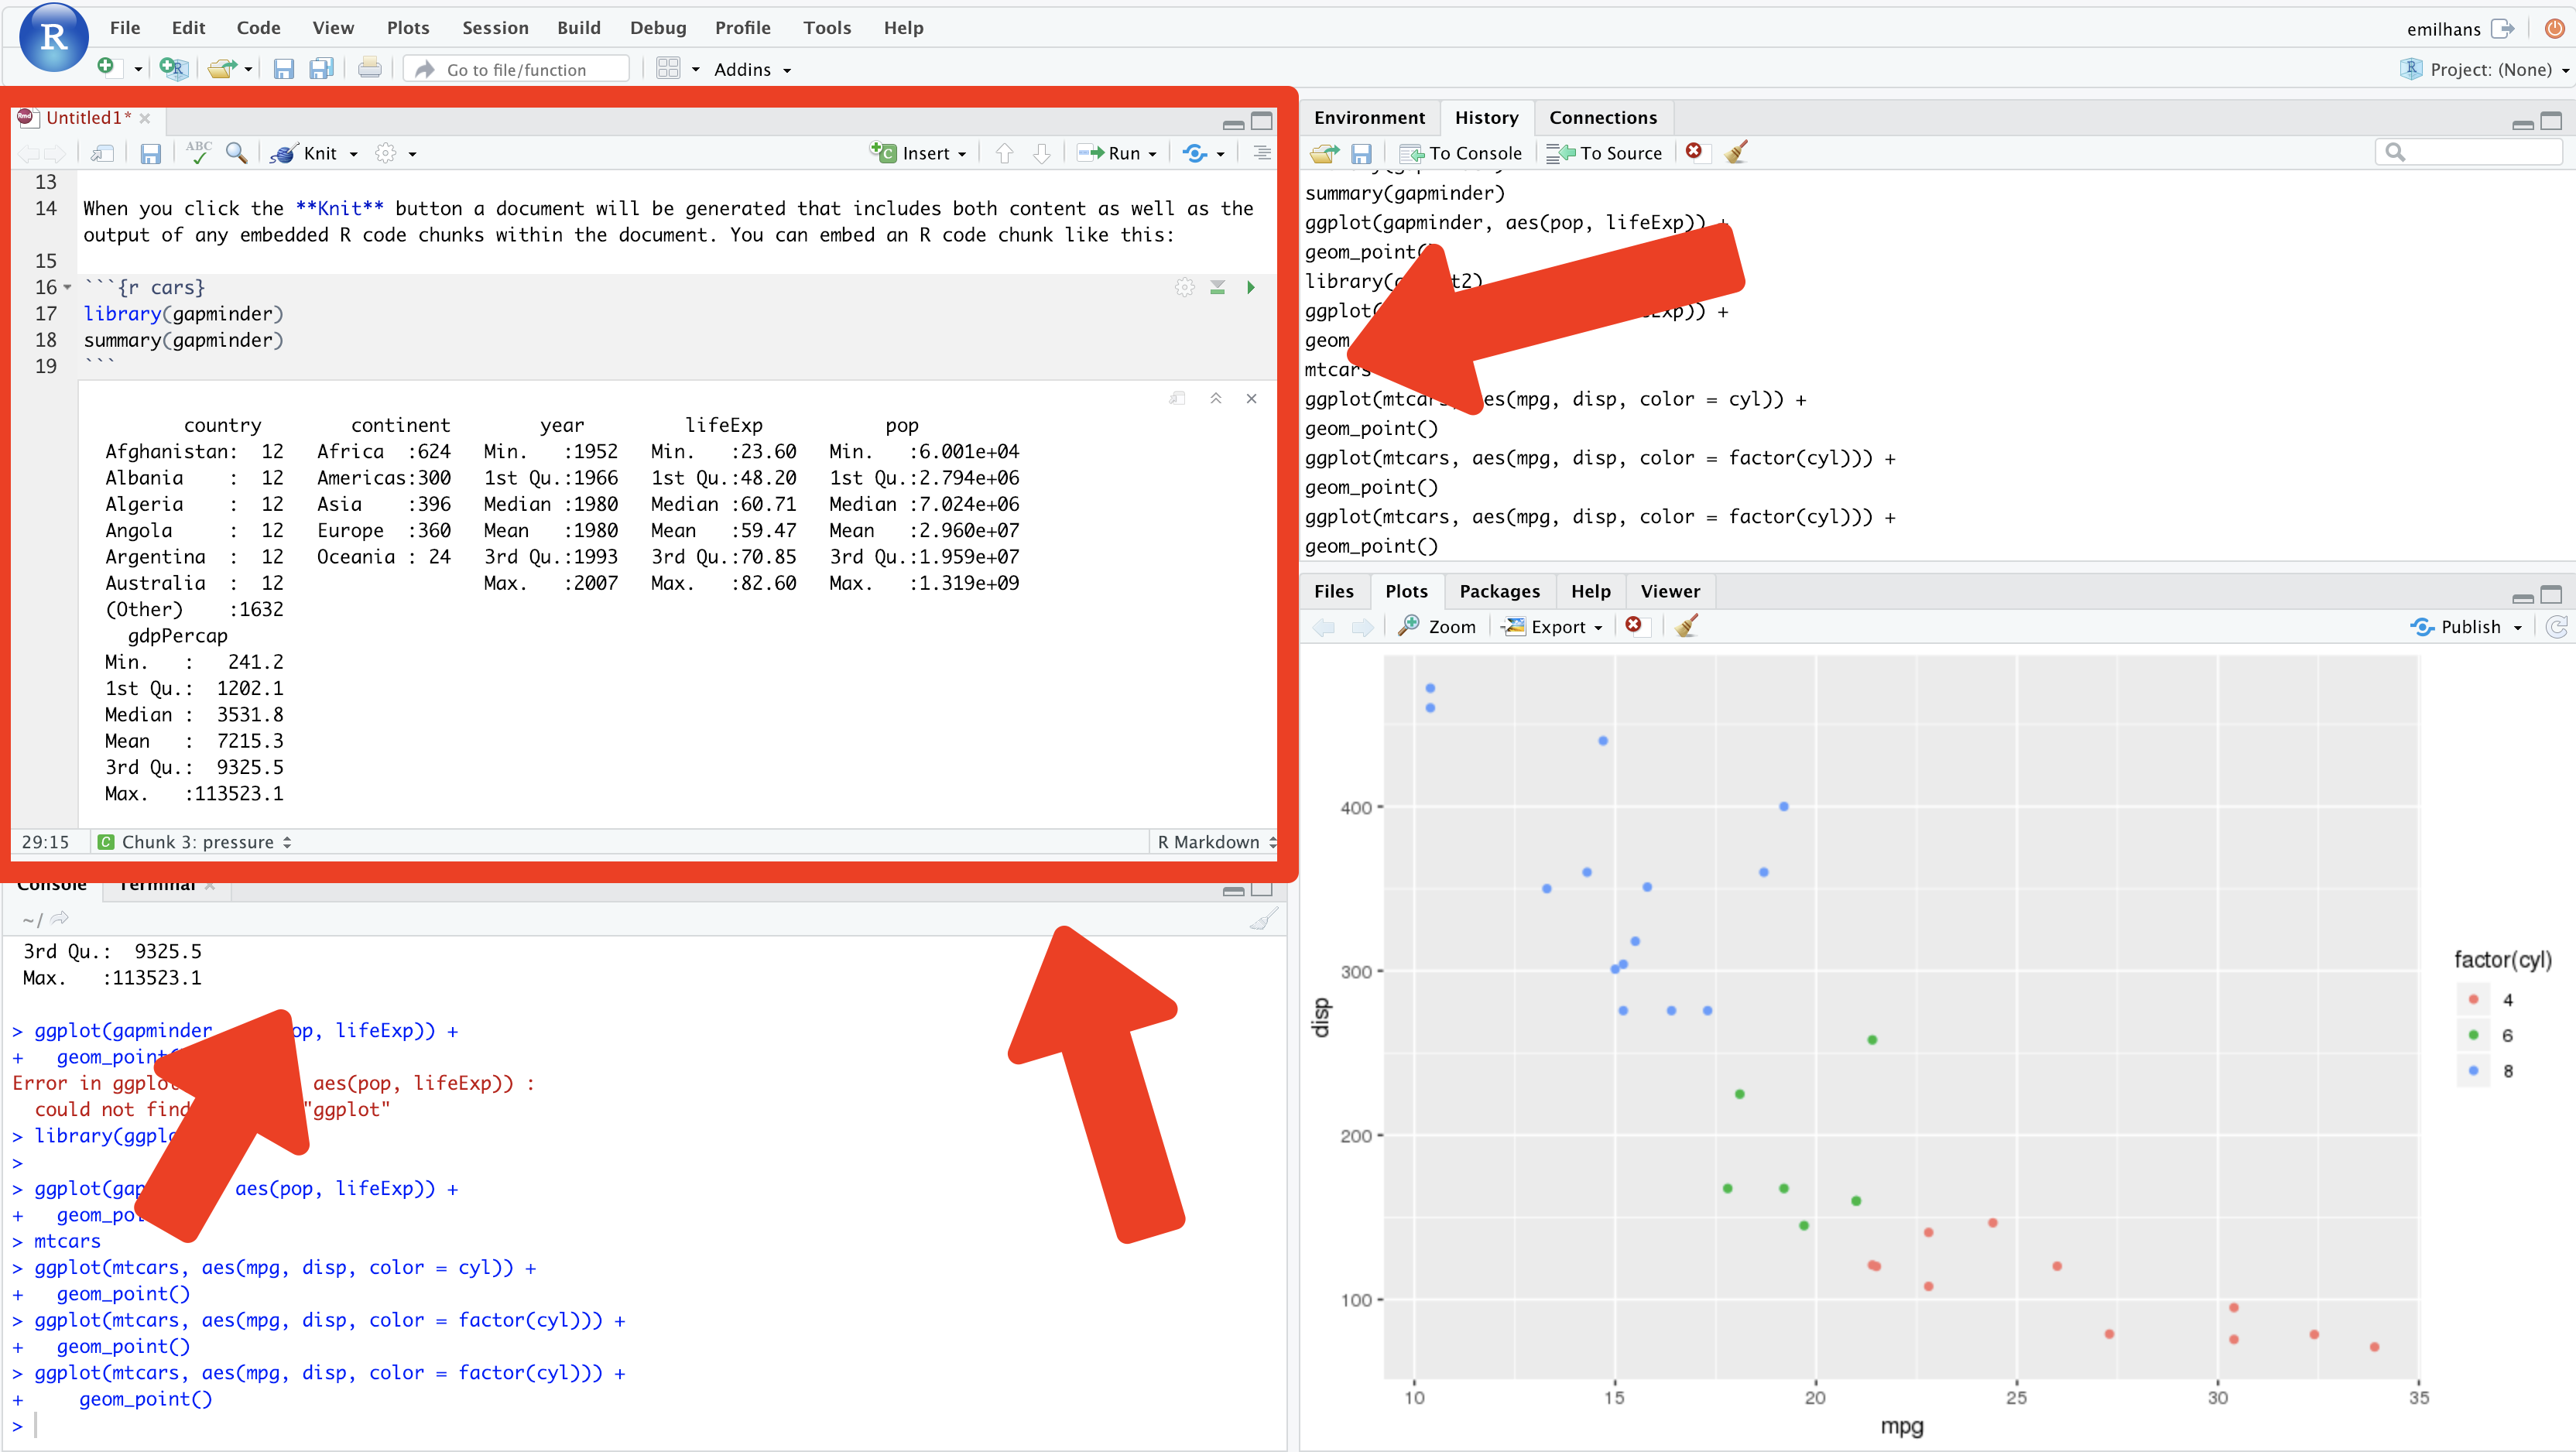 R File Edit Code View Plots Session Build Debug Profile Tools Help emilhans
R Go to file/function Addins R Project: (None)
Rmd Untitled1*
ABC Knit C Insert Run
13
14 When you click the **Knit** button a document will be generated that includes both content as well as the
output of any embedded R code chunks within the document. You can embed an R code chunk like this:
15
16 ```{r cars}
17 library(gapminder)
18 summary(gapminder)
19 ```
country continent year lifeExp pop
Afghanistan: 12 Africa :624 Min. :1952 Min. :23.60 Min. :6.001e+04
Albania : 12 Americas:300 1st Qu.:1966 1st Qu.:48.20 1st Qu.:2.794e+06
Algeria : 12 Asia :396 Median :1980 Median :60.71 Median :7.024e+06
Angola : 12 Europe :360 Mean :1980 Mean :59.47 Mean :2.960e+07
Argentina : 12 Oceania : 24 3rd Qu.:1993 3rd Qu.:70.85 3rd Qu.:1.959e+07
Australia : 12 Max. :2007 Max. :82.60 Max. :1.319e+09
(Other) :1632
gdpPercap
Min. : 241.2
1st Qu.: 1202.1
Median : 3531.8
Mean : 7215.3
3rd Qu.: 9325.5
Max. :113523.1
29:15 C Chunk 3: pressure R Markdown
Console Terminal
~/
3rd Qu.: 9325.5
Max. :113523.1
> ggplot(gapminder op, lifeExp)) +
+ geom_point
Error in ggplo aes(pop, lifeExp)) :
could not find "ggplot"
> library(ggpl
>
> ggplot(gap aes(pop, lifeExp)) +
+ geom_poi
> mtcars
> ggplot(mtcars, aes(mpg, disp, color = cyl)) +
+ geom_point()
> ggplot(mtcars, aes(mpg, disp, color = factor(cyl))) +
+ geom_point()
> ggplot(mtcars, aes(mpg, disp, color = factor(cyl))) +
+ geom_point()
>
Environment History Connections
To Console To Source
summary(gapminder)
ggplot(gapminder, aes(pop, lifeExp)) +
geom_point(
library(g t2)
ggplot( Exp)) +
geom
mtcars
ggplot(mtcars, es(mpg, disp, color = cyl)) +
geom_point()
ggplot(mtcars, aes(mpg, disp, color = factor(cyl))) +
geom_point()
ggplot(mtcars, aes(mpg, disp, color = factor(cyl))) +
geom_point()
Files Plots Packages Help Viewer
Zoom Export Publish
disp
400
300
200
100
10 15 20 25 30 35
mpg
factor(cyl)
4
6
8